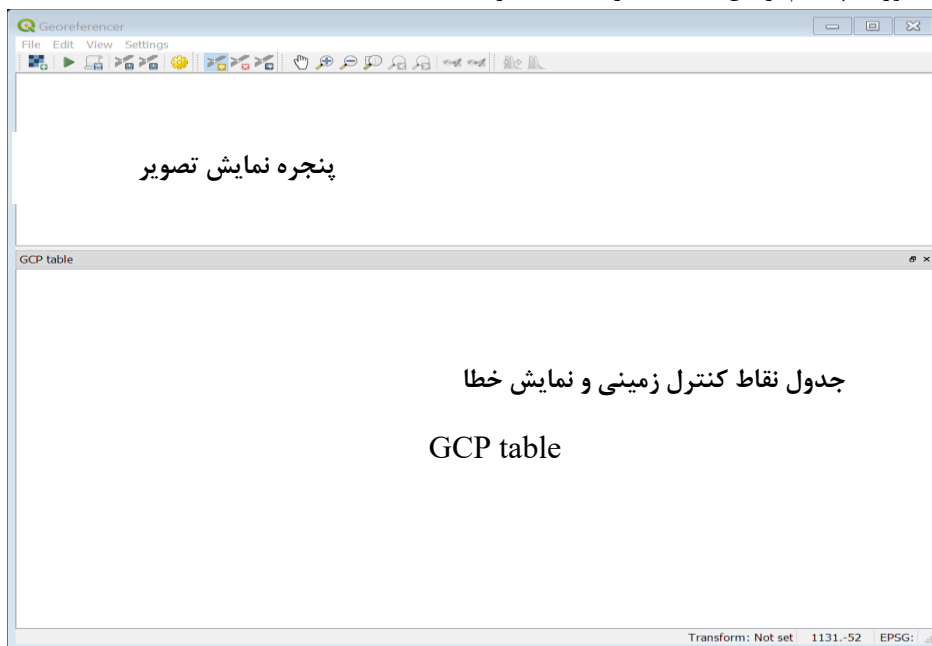 Georeferencer
File Edit View Settings
پنجره نمایش تصویر
GCP table
جدول نقاط کنترل زمینی و نمایش خطا
GCP table
Transform: Not set 1131.-52 EPSG: